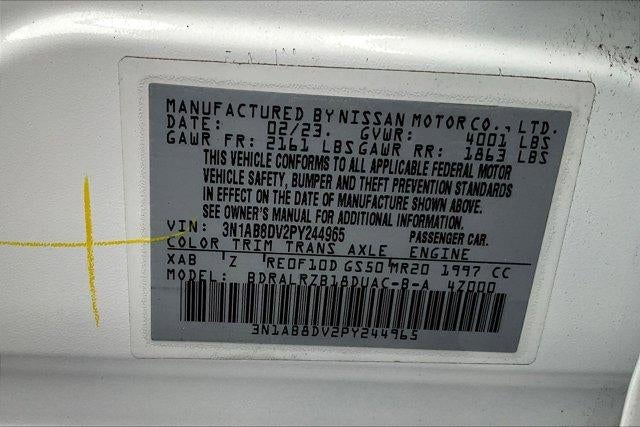 MANUFACTURED BY NISSAN MOTOR CO., LTD.
DATE: 02/23. GVWR: 4001 LBS
GAWR FR: 2161 LBS GAWR RR: 1863 LBS
THIS VEHICLE CONFORMS TO ALL APPLICABLE FEDERAL MOTOR
VEHICLE SAFETY, BUMPER AND THEFT PREVENTION STANDARDS
IN EFFECT ON THE DATE OF MANUFACTURE SHOWN ABOVE.
SEE OWNER'S MANUAL FOR ADDITIONAL INFORMATION.
VIN: 3N1AB8DV2PY244965 PASSENGER CAR.
COLOR TRIM TRANS AXLE ENGINE
XAB Z RE0F10D GS50 MR20 1997 CC
MODEL: BDRALRZB18DUAC-B-A 4Z000
3N1AB8DV2PY244965